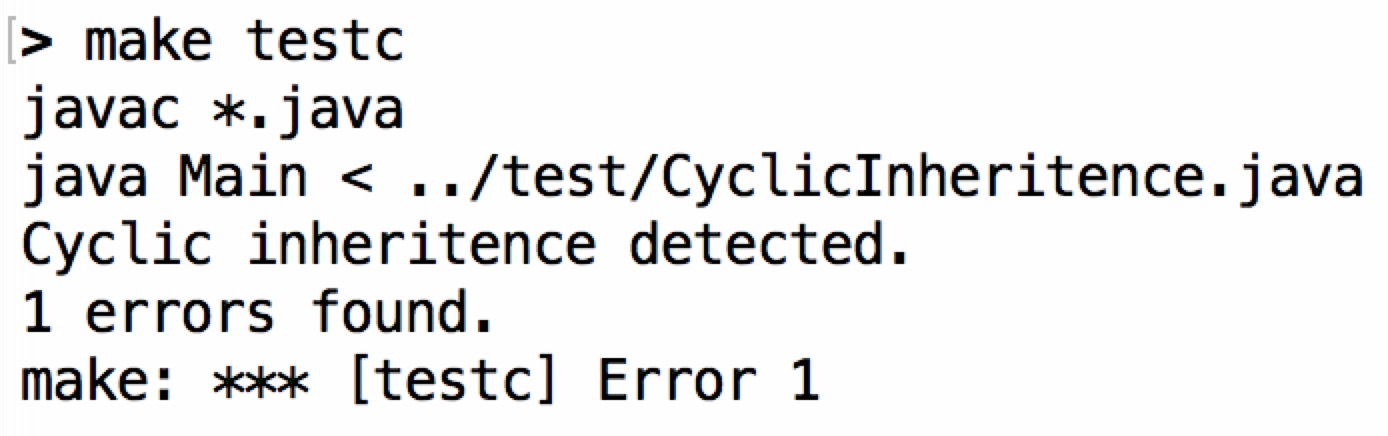 [> make testc
javac *.java
java Main < ../test/CyclicInheritence.java
Cyclic inheritence detected.
1 errors found.
make: *** [testc] Error 1